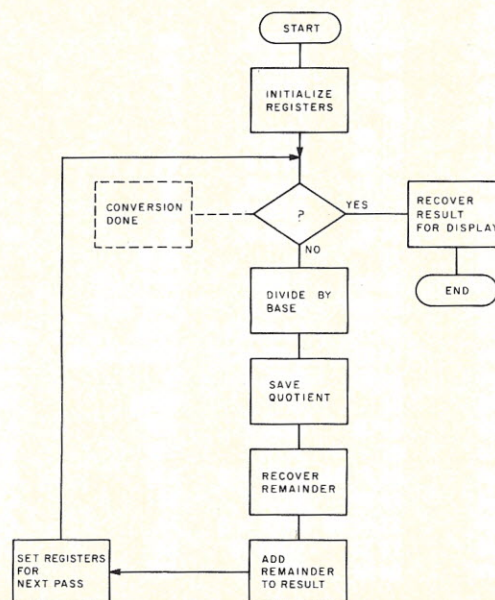 START
INITIALIZE
REGISTERS
CONVERSION
DONE
?
YES
RECOVER
RESULT
FOR DISPLAY
NO
END
DIVIDE BY
BASE
SAVE
QUOTIENT
RECOVER
REMAINDER
ADD
REMAINDER
TO RESULT
SET REGISTERS
FOR
NEXT PASS